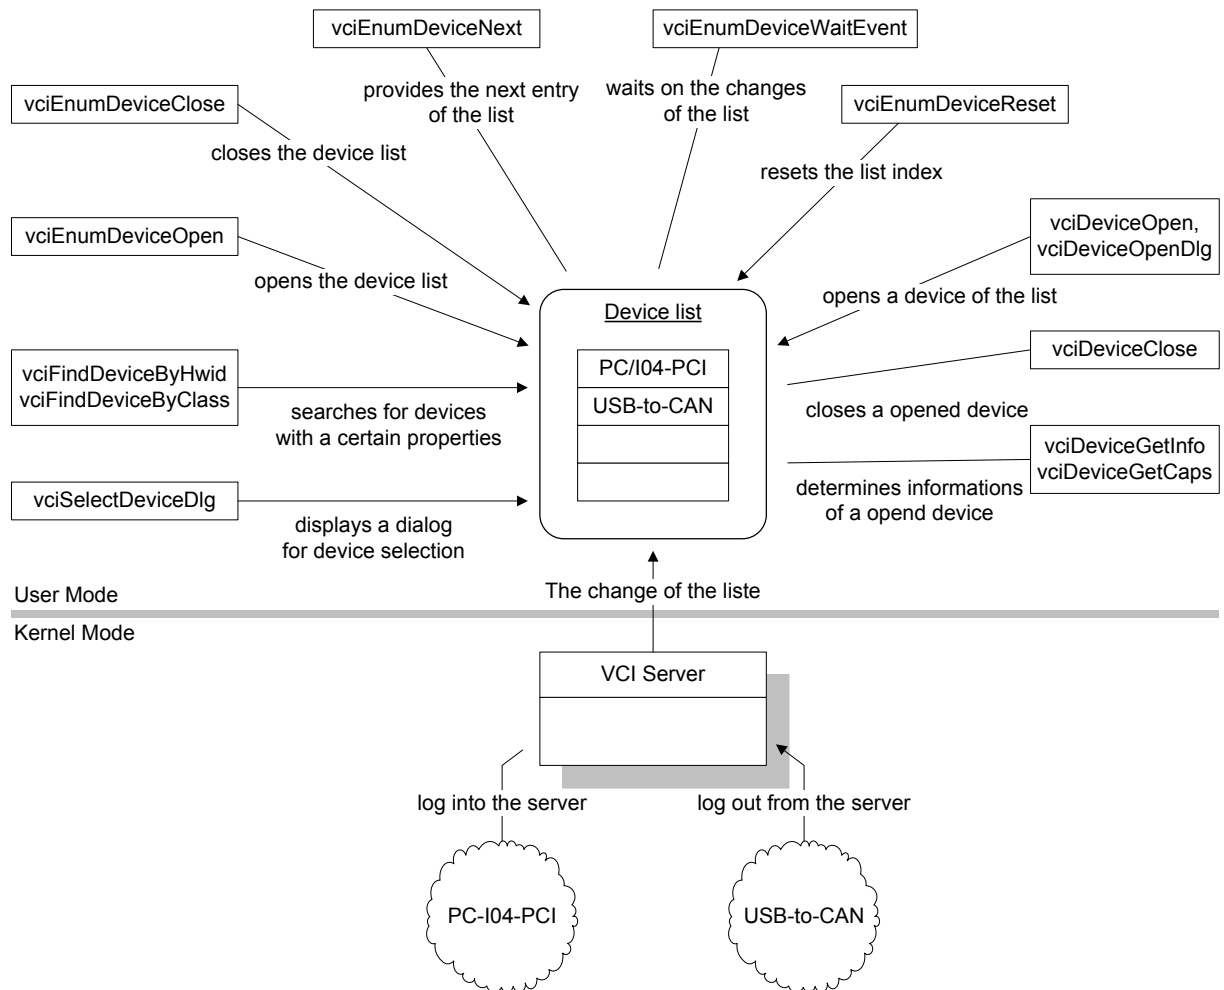 vciEnumDeviceNext
vciEnumDeviceWaitEvent
provides the next entry
of the list
waits on the changes
of the list
vciEnumDeviceClose
vciEnumDeviceReset
closes the device list
resets the list index
vciEnumDeviceOpen
vciDeviceOpen,
vciDeviceOpenDlg
opens the device list
opens a device of the list
Device list
PC/I04-PCI
USB-to-CAN
vciFindDeviceByHwid
vciFindDeviceByClass
searches for devices
with a certain properties
vciDeviceClose
closes a opened device
vciDeviceGetInfo
vciDeviceGetCaps
determines informations
of a opend device
vciSelectDeviceDlg
displays a dialog
for device selection
The change of the liste
User Mode
Kernel Mode
VCI Server
log into the server
log out from the server
PC-I04-PCI
USB-to-CAN